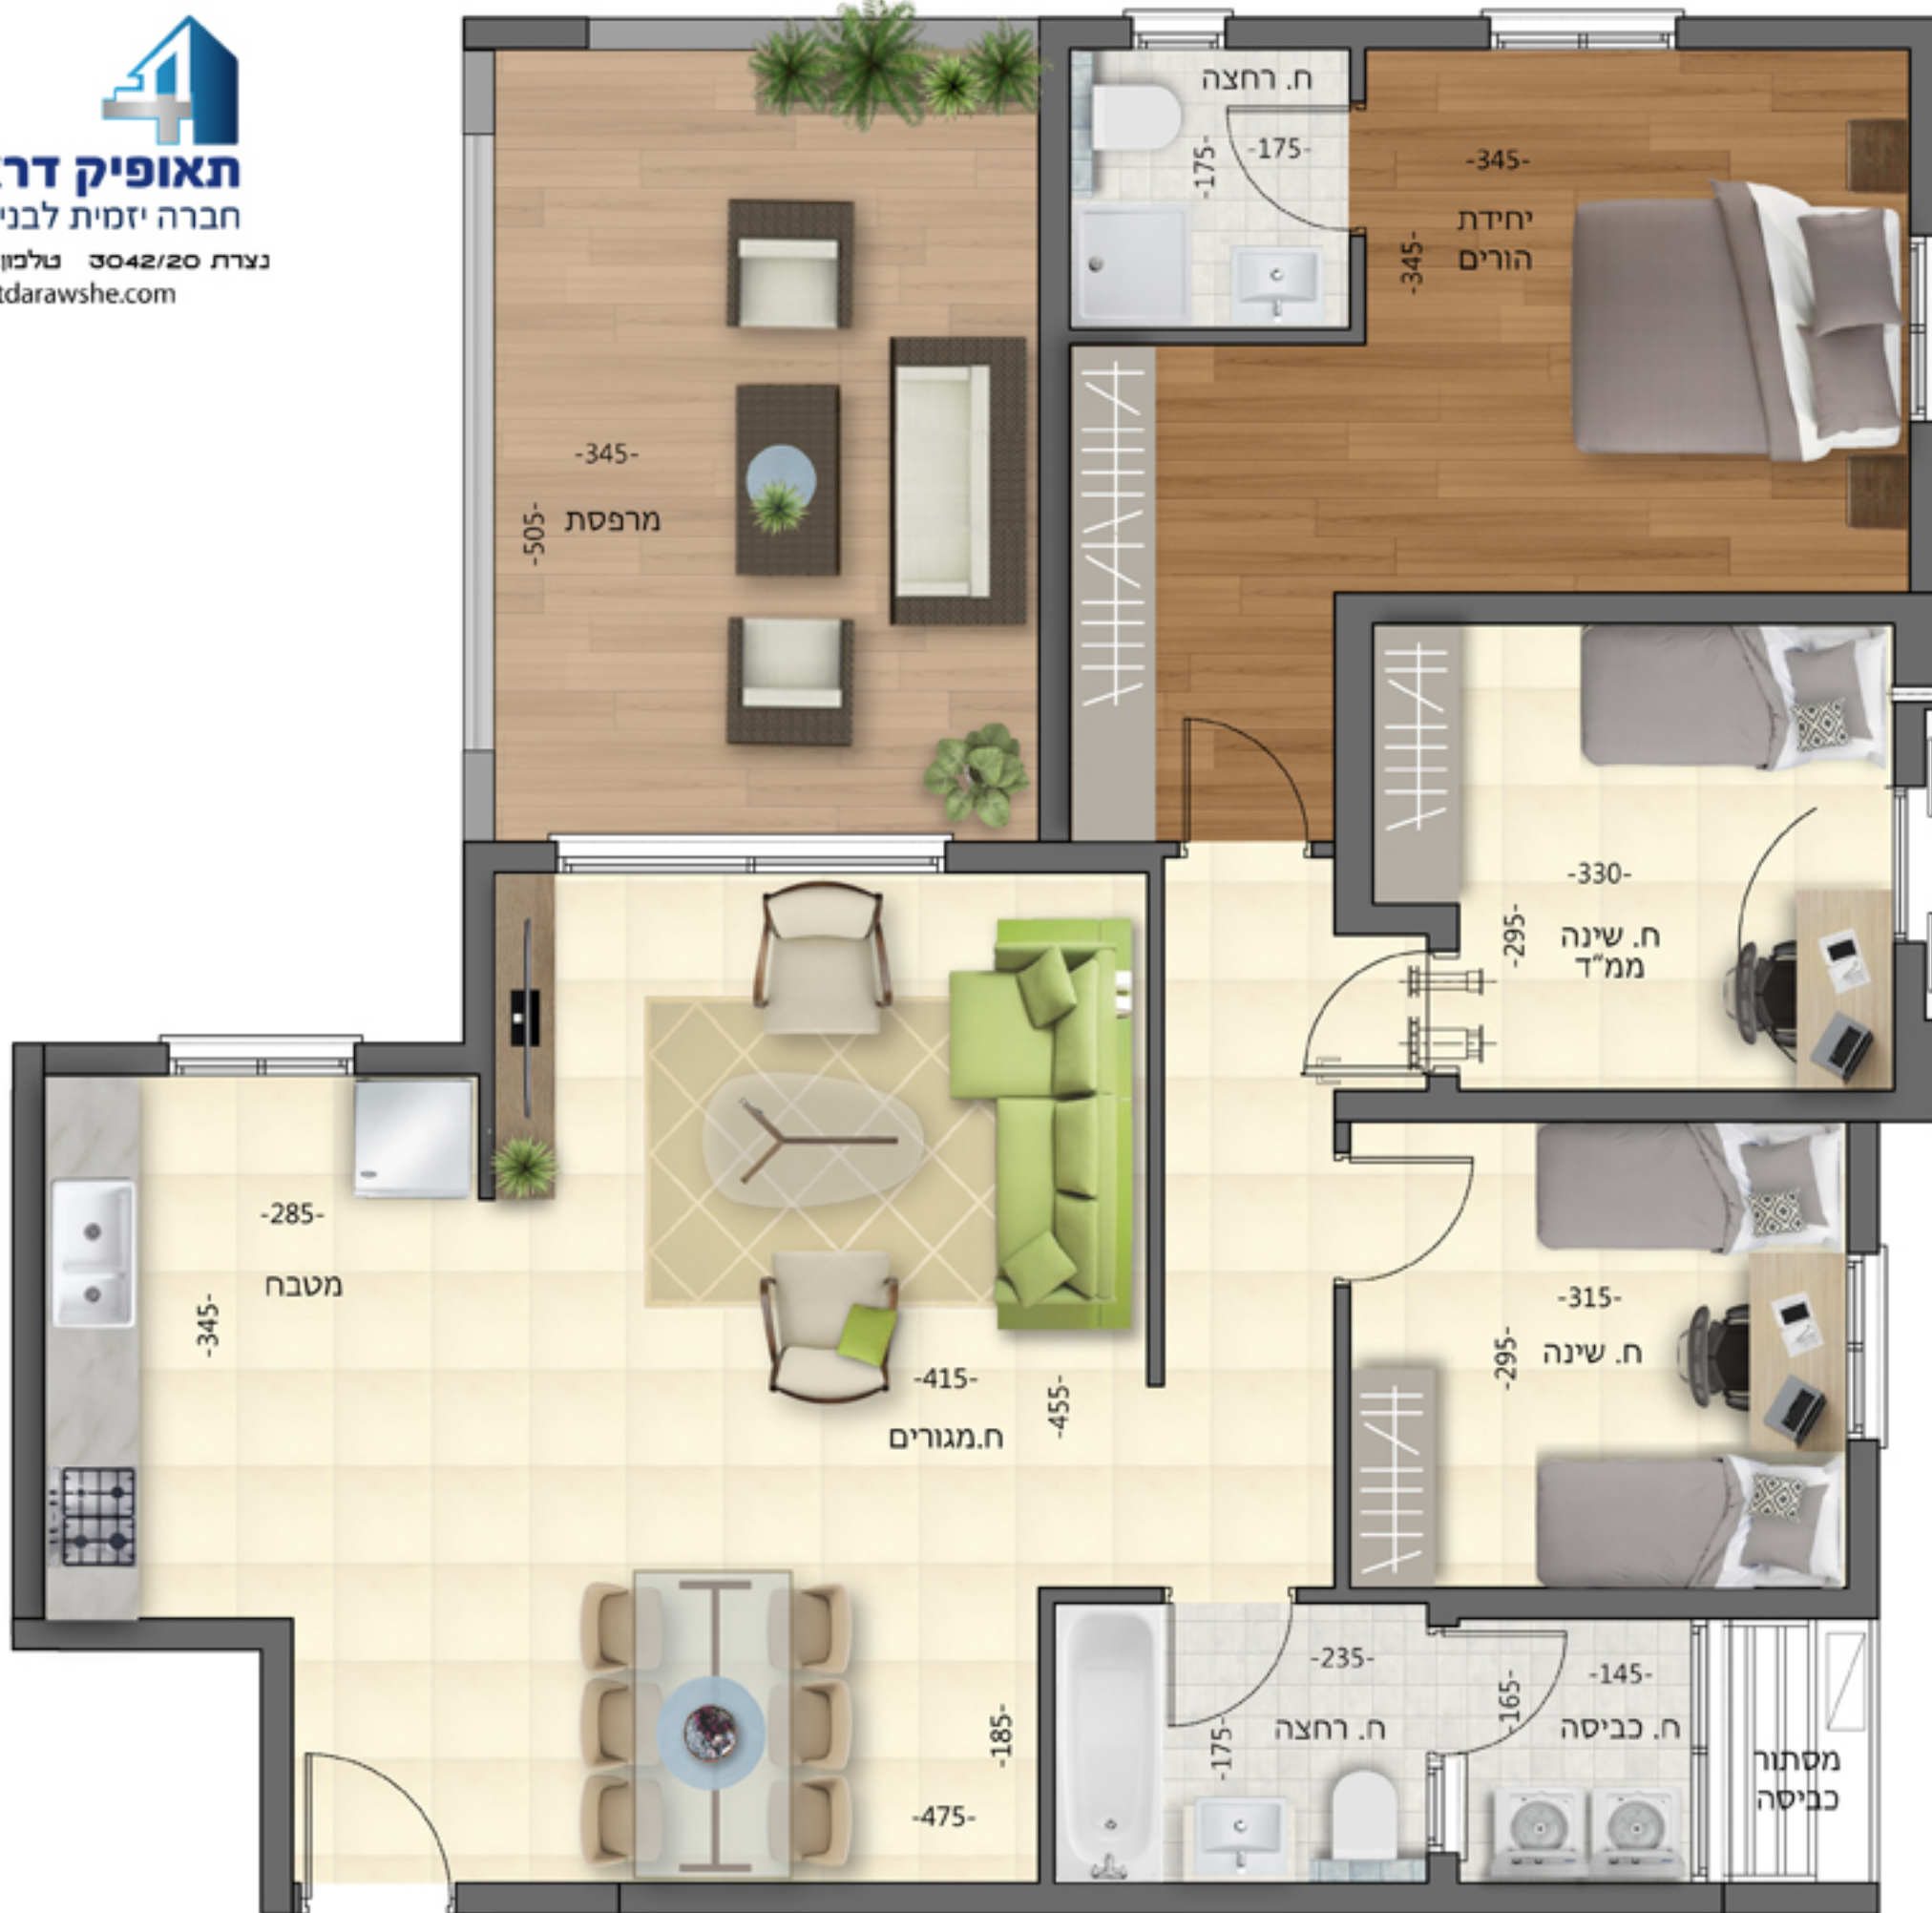 תאופיק
חברה יזמית
נצרת 3042/20 טלפון
tdarawshe.com
ח. רחצה
-175-
-175-
-345-
יחידת
הורים
-345-
-345-
מרפסת
-505-
-330-
ח. שינה
ממ"ד
-295-
-285-
מטבח
-345-
-315-
ח. שינה
-295-
-415-
-455-
ח.מגורים
-235-
-145-
-165-
-185-
-175-
ח. רחצה
ח. כביסה
מסתור
כביסה
-475-